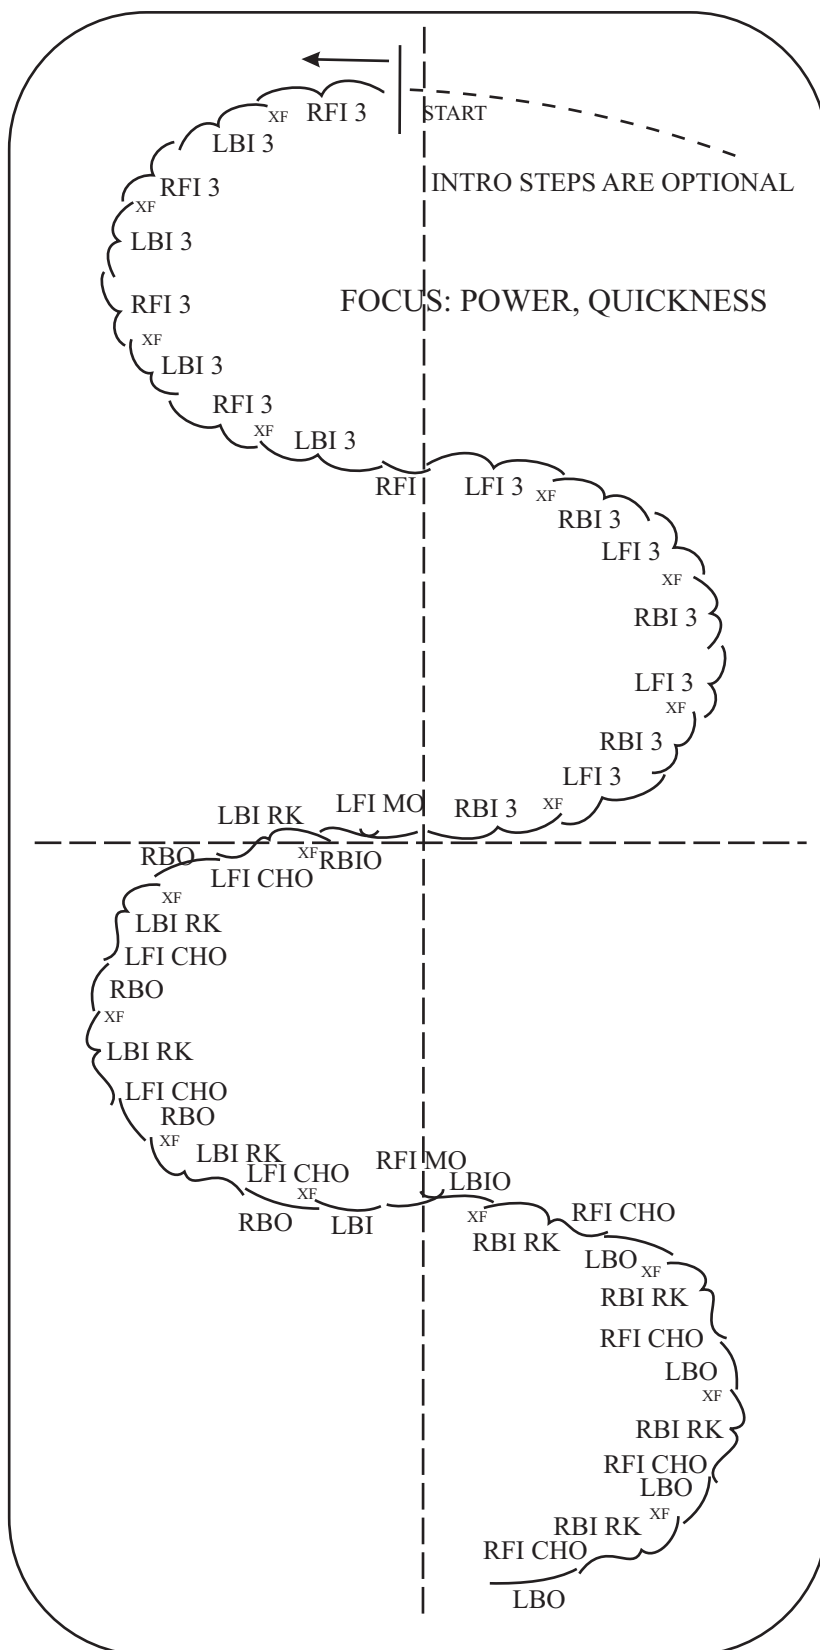 START
INTRO STEPS ARE OPTIONAL
FOCUS: POWER, QUICKNESS
RFI 3
XF
LBI 3
RFI 3
XF
LBI 3
RFI 3
XF
LBI 3
RFI 3
XF
LBI 3
RFI
LFI 3
XF
RBI 3
LFI 3
XF
RBI 3
LFI 3
XF
RBI 3
LFI 3
XF
RBI 3
LFI MO
RBIO
XF
LBI RK
LFI CHO
RBO
XF
LBI RK
LFI CHO
RBO
XF
LBI RK
LFI CHO
RBO
XF
LBI RK
LFI CHO
RBO
XF
LBI
RFI MO
LBIO
XF
RBI RK
RFI CHO
LBO
XF
RBI RK
RFI CHO
LBO
XF
RBI RK
RFI CHO
LBO
XF
RBI RK
RFI CHO
LBO